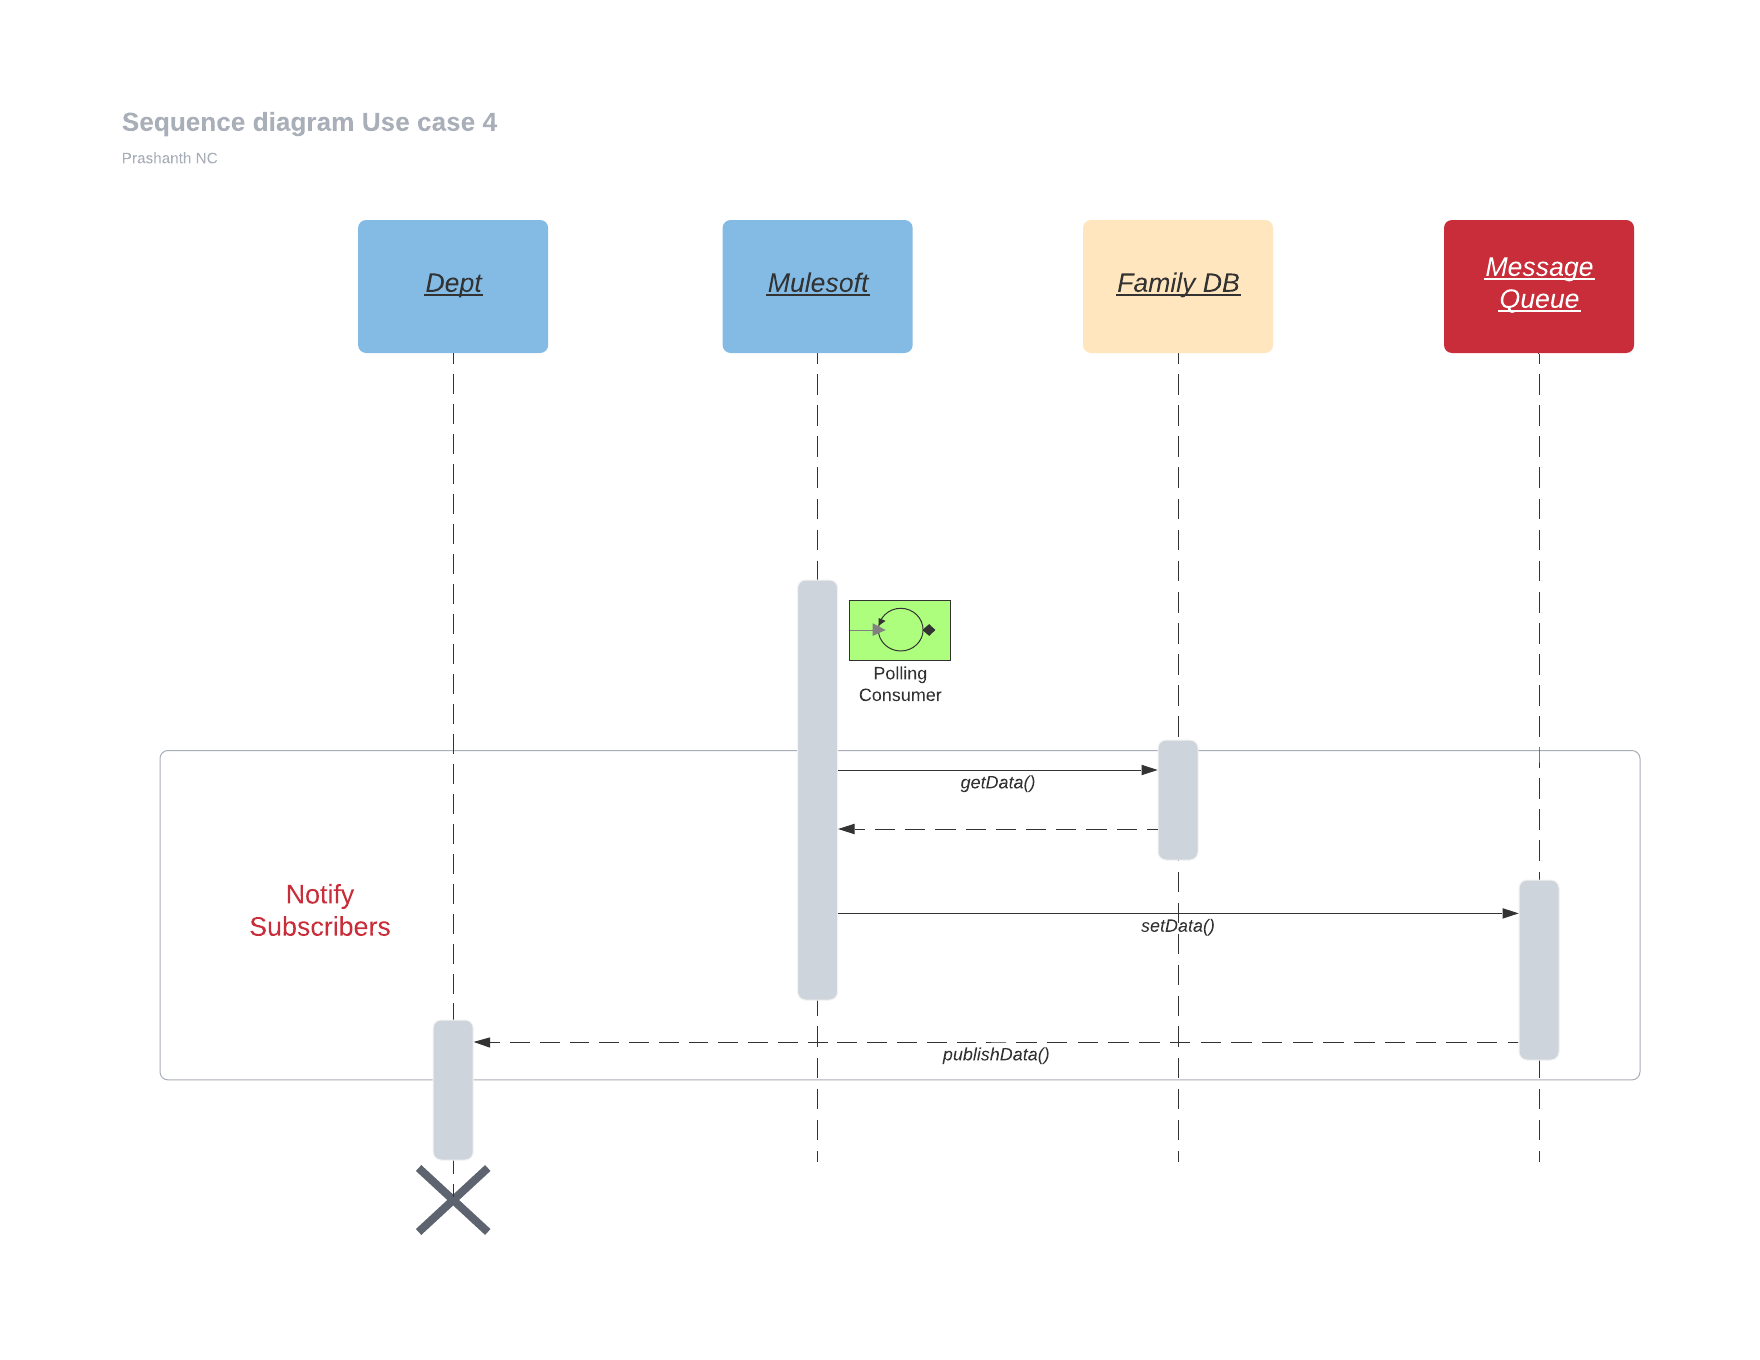 Sequence diagram Use case 4
Prashanth NC
Dept
Mulesoft
Family DB
Message
Queue
Polling
Consumer
getData()
Notify
Subscribers
setData()
publishData()